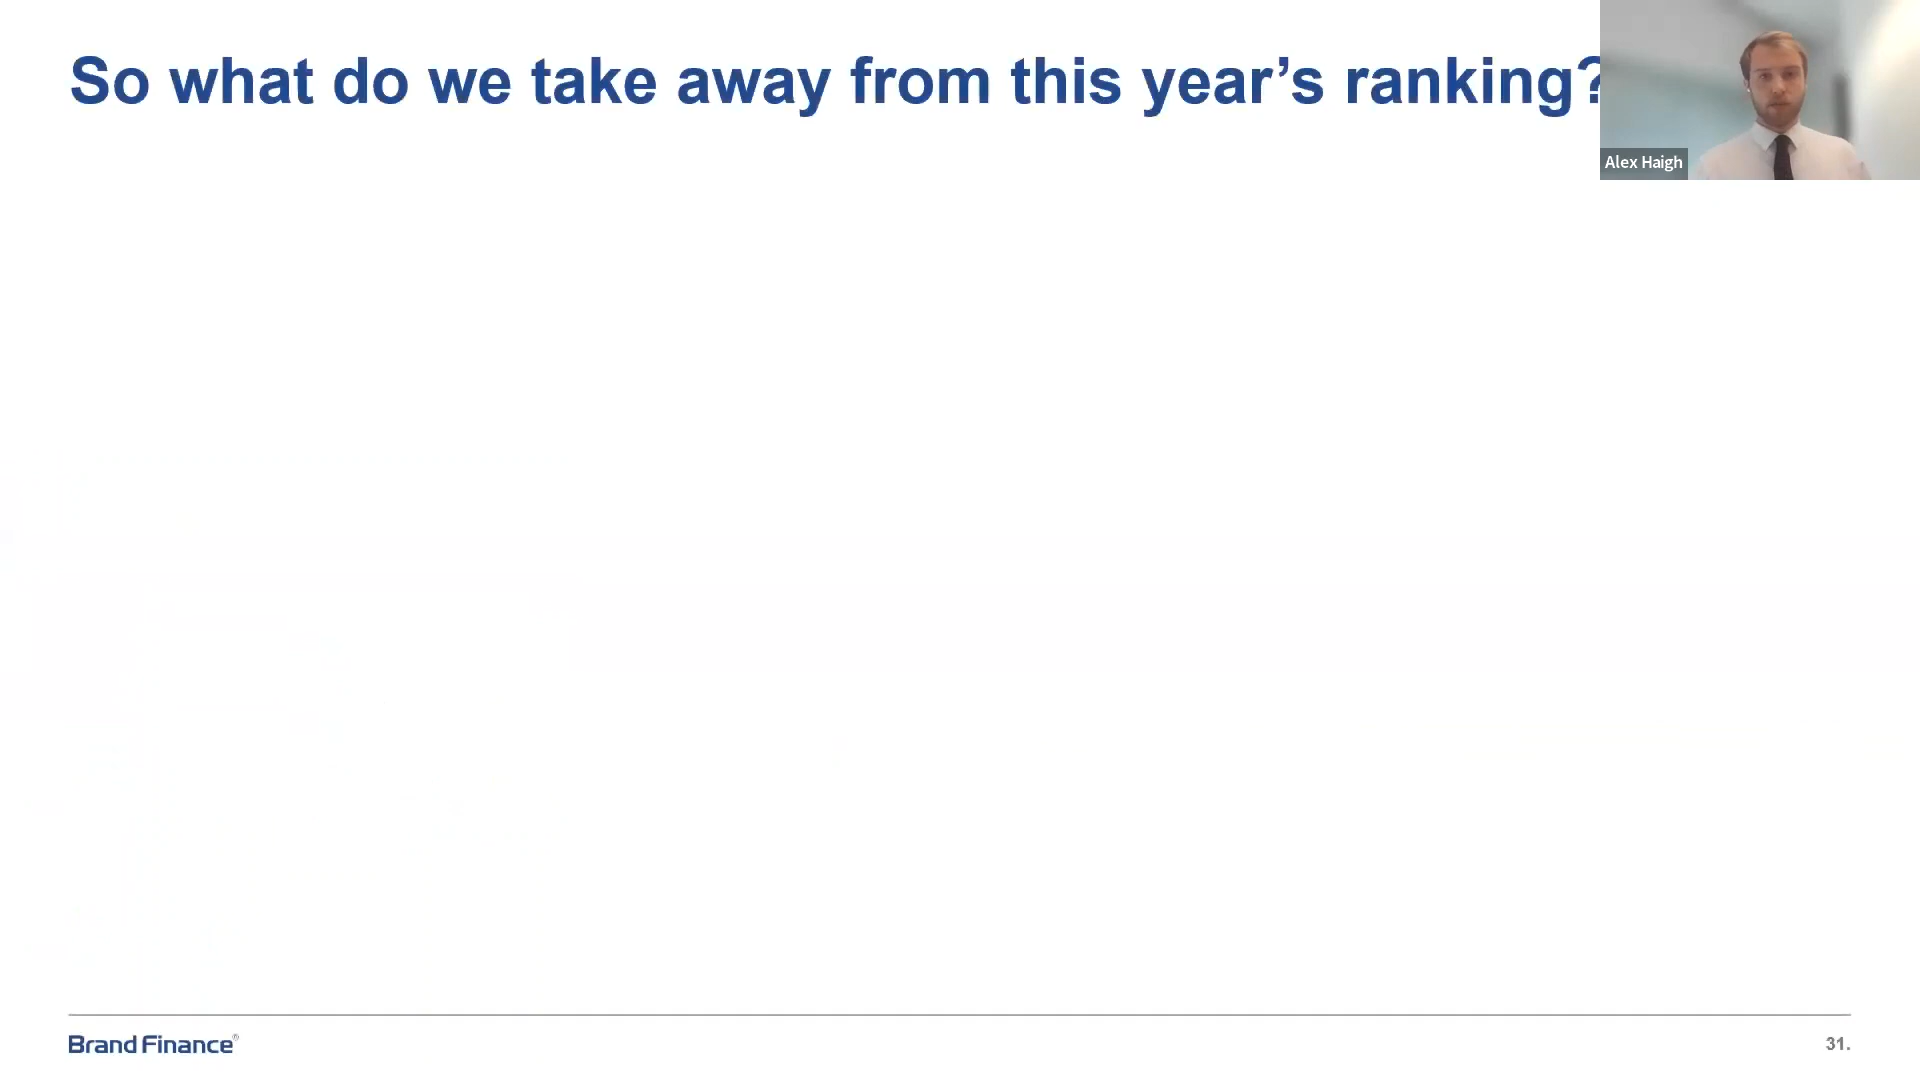 So what do we take away from this year’s ranking?
Alex Haigh
Brand Finance®
31.